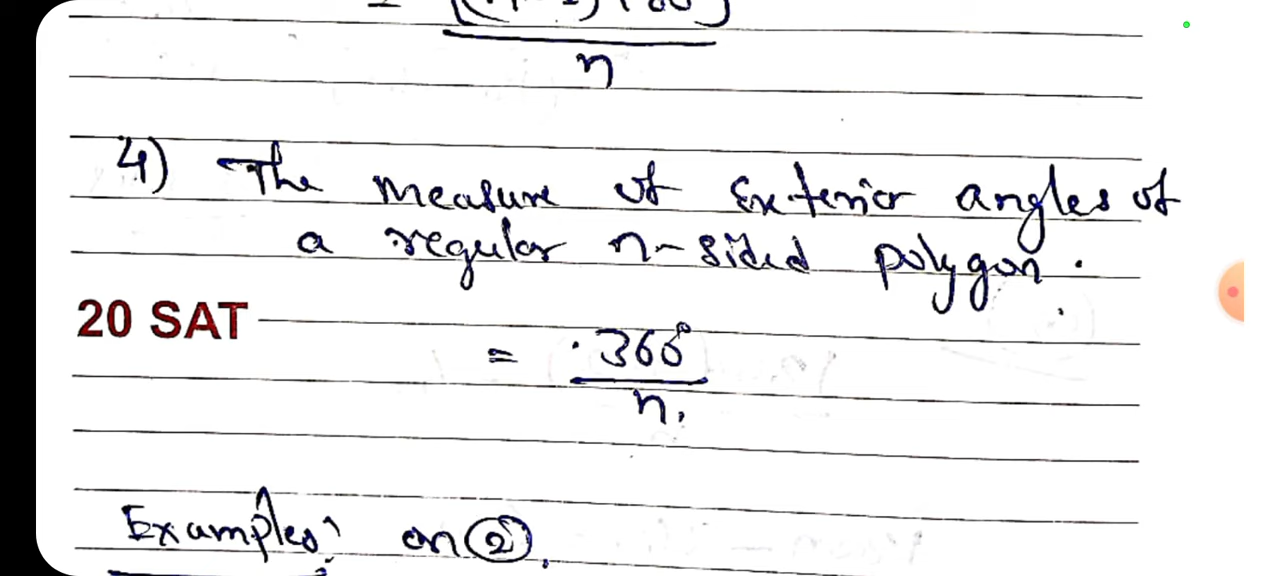 n
4) The measure of Exterior angles of
a regular n-sided polygon.
20 SAT
= 360°
n
Examples: on ②